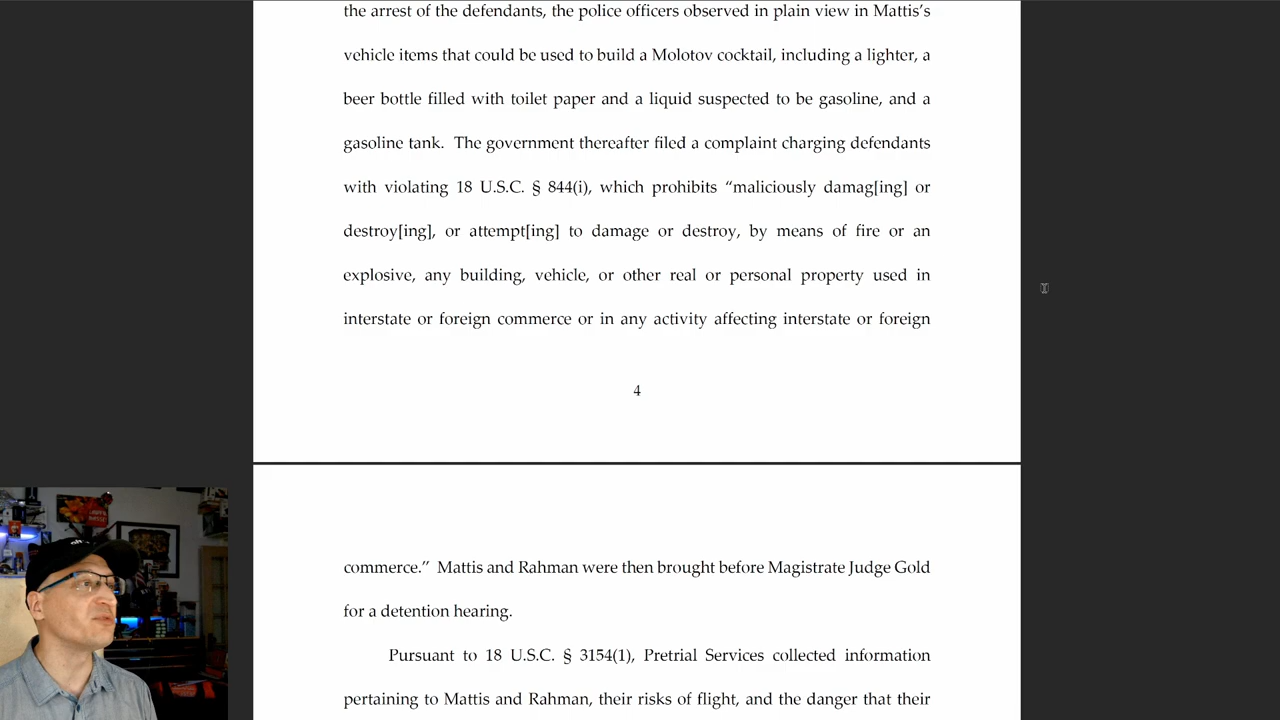 the arrest of the defendants, the police officers observed in plain view in Mattis’s
vehicle items that could be used to build a Molotov cocktail, including a lighter, a
beer bottle filled with toilet paper and a liquid suspected to be gasoline, and a
gasoline tank. The government thereafter filed a complaint charging defendants
with violating 18 U.S.C. § 844(i), which prohibits “maliciously damag[ing] or
destroy[ing], or attempt[ing] to damage or destroy, by means of fire or an
explosive, any building, vehicle, or other real or personal property used in
interstate or foreign commerce or in any activity affecting interstate or foreign
4
commerce.” Mattis and Rahman were then brought before Magistrate Judge Gold
for a detention hearing.
Pursuant to 18 U.S.C. § 3154(1), Pretrial Services collected information
pertaining to Mattis and Rahman, their risks of flight, and the danger that their